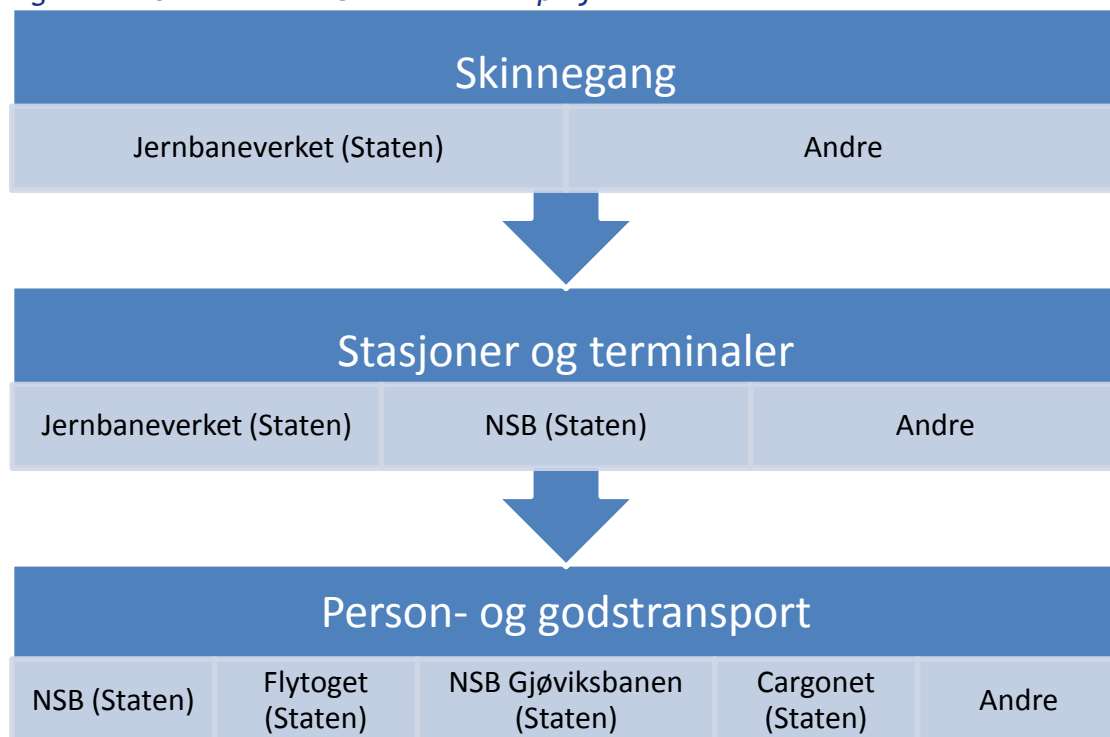 Skinnegang
Jernbaneverket (Staten)
Andre
Stasjoner og terminaler
Jernbaneverket (Staten)
NSB (Staten)
Andre
Person- og godstransport
NSB (Staten)
Flytoget
(Staten)
NSB Gjøviksbanen
(Staten)
Cargonet
(Staten)
Andre